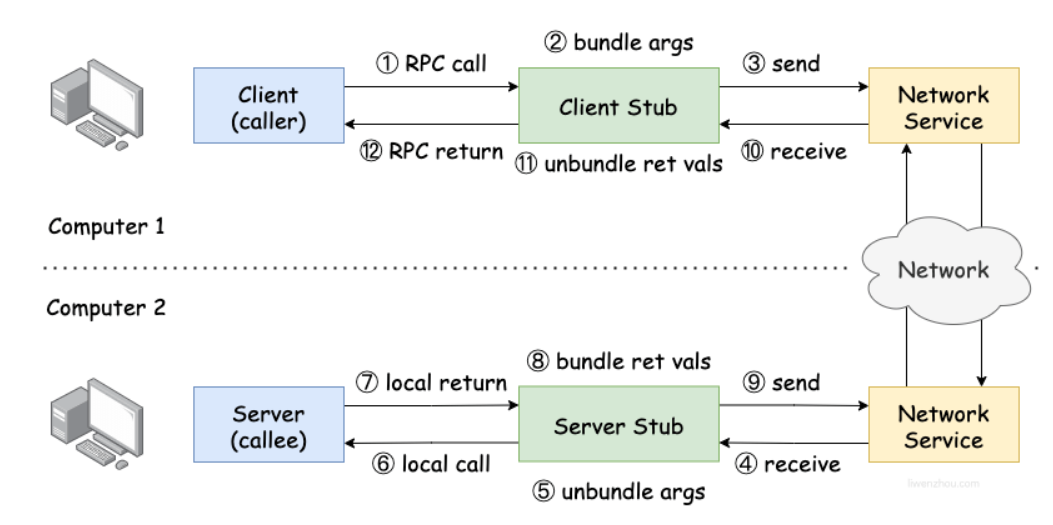 ② bundle args
① RPC call
③ send
Client
(caller)
Client Stub
Network
Service
⑫ RPC return
⑪ unbundle ret vals
⑩ receive
Computer 1
Network
Computer 2
⑧ bundle ret vals
⑦ local return
⑨ send
Server
(callee)
Server Stub
Network
Service
⑥ local call
④ receive
⑤ unbundle args
liwenzhou.com